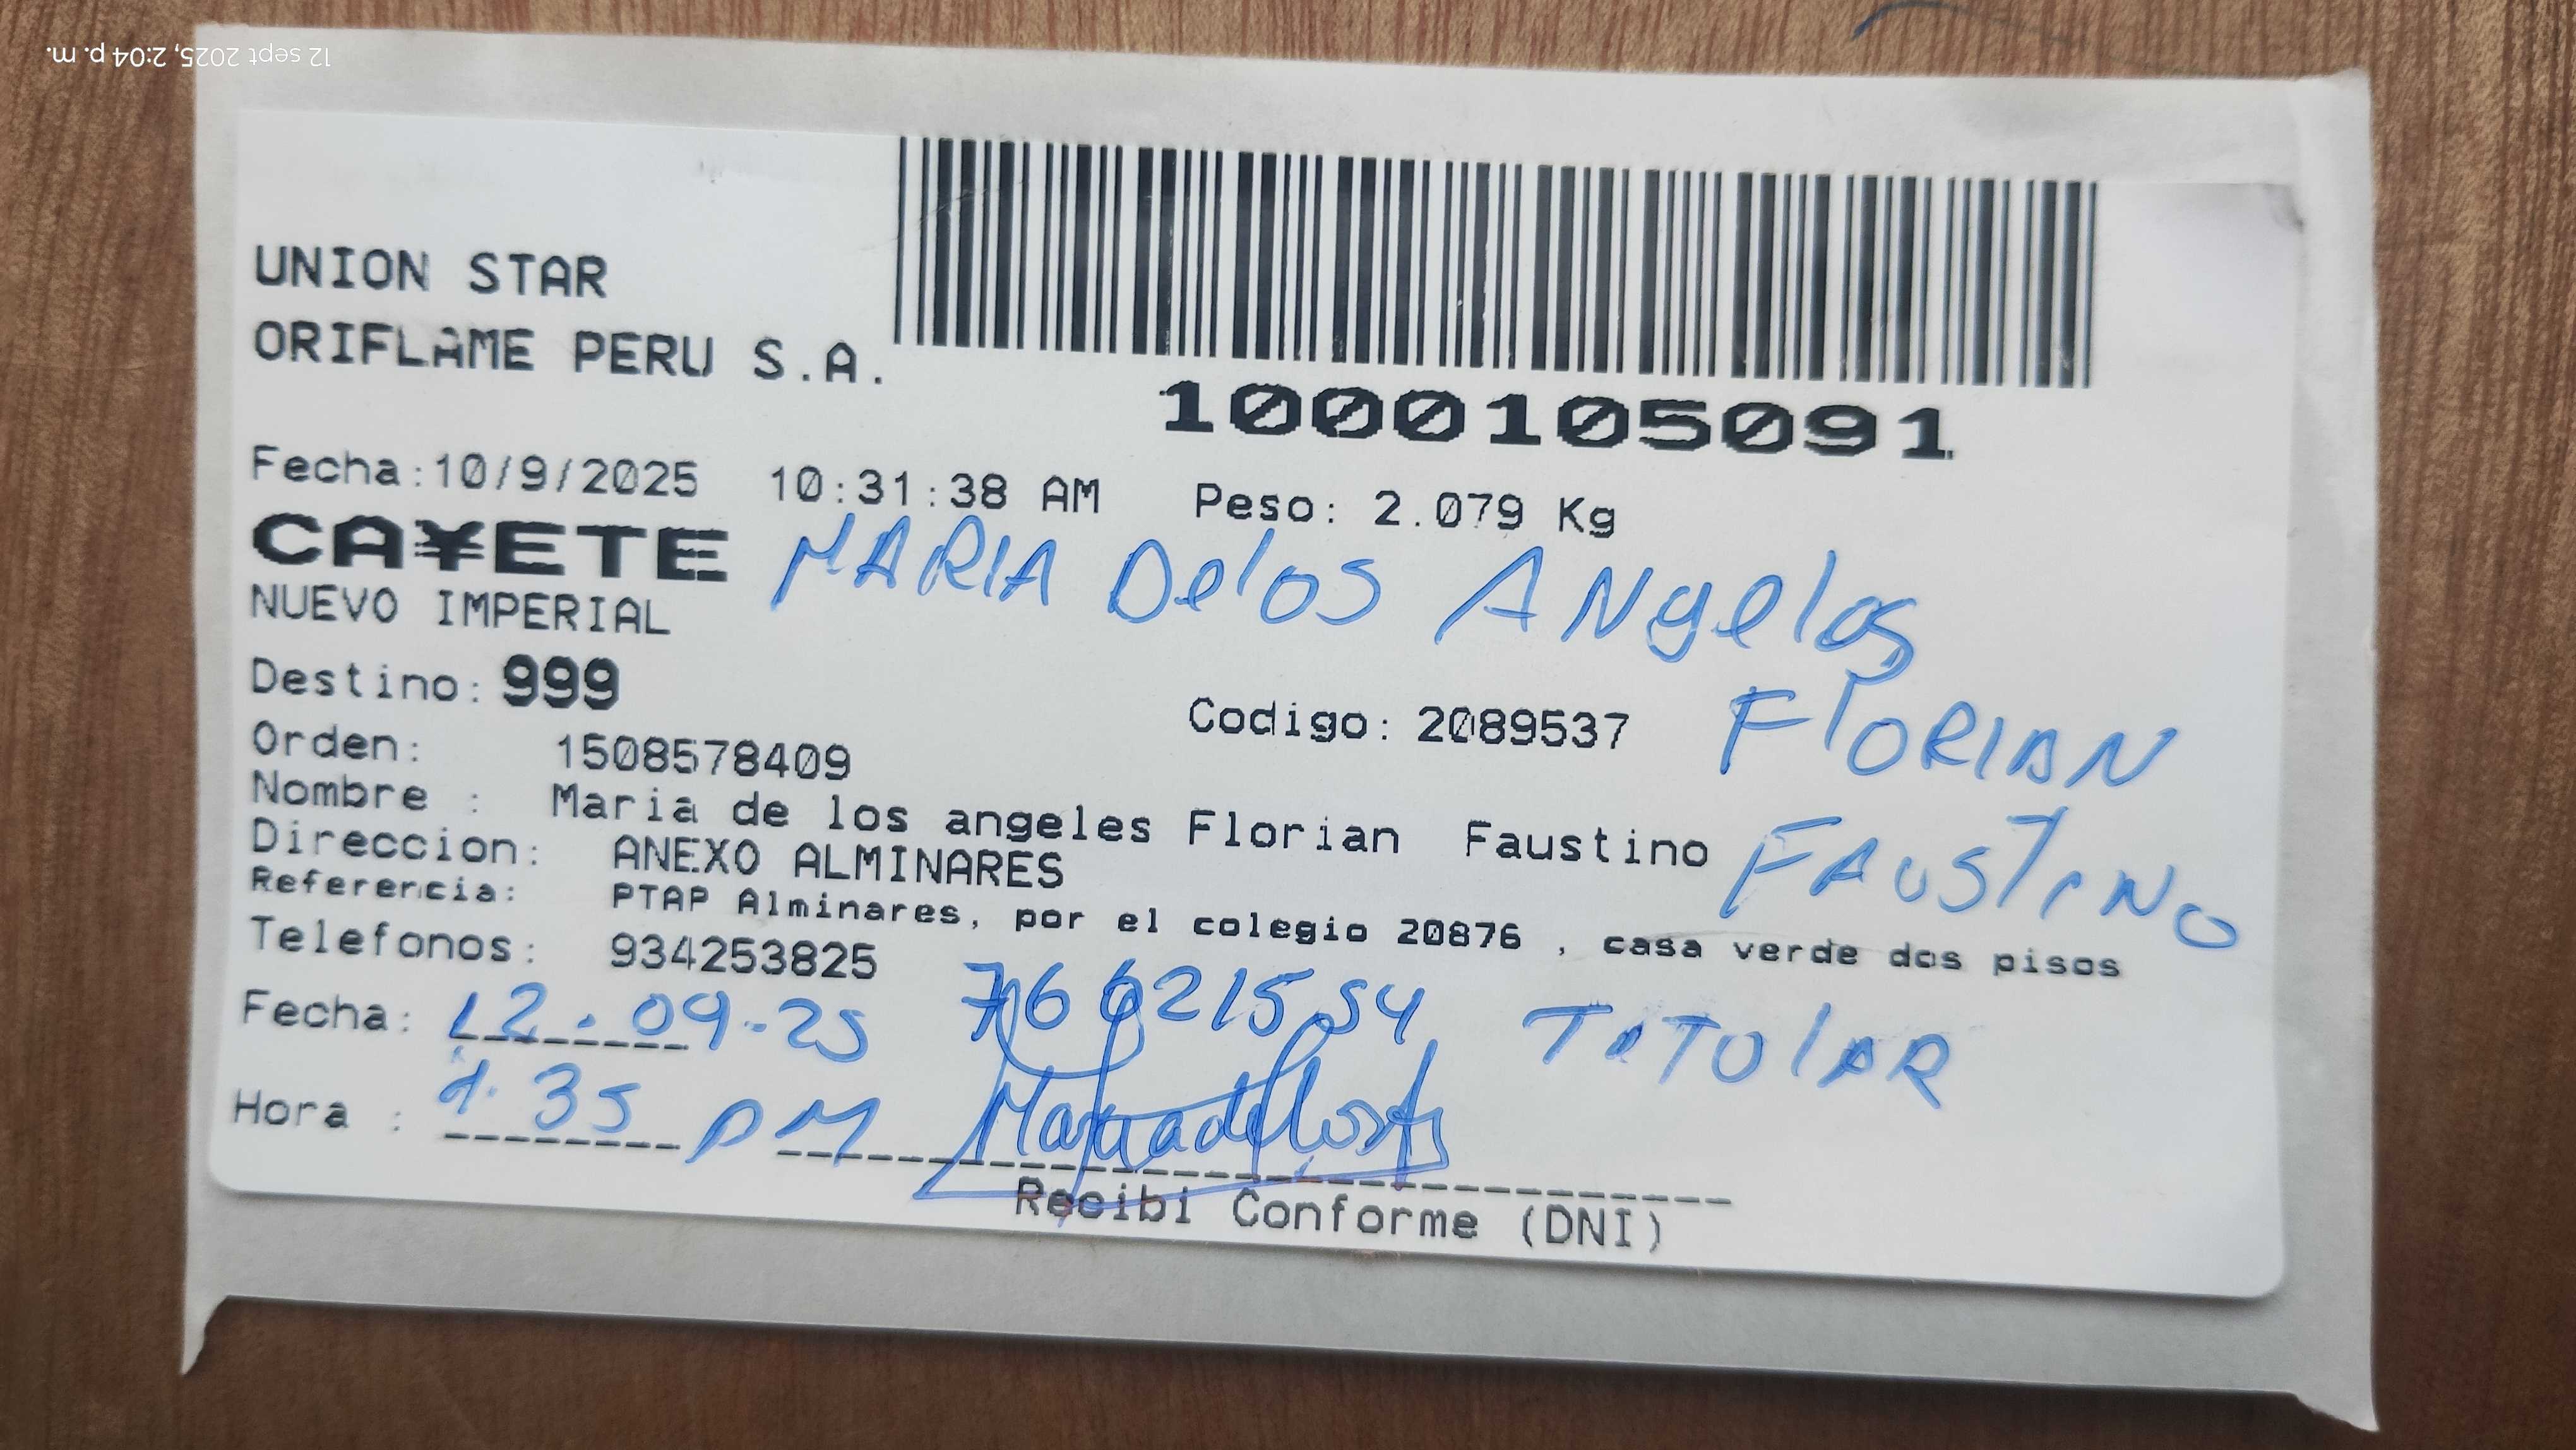 12 sept 2025, 2:04 p. m.
UNION STAR
ORIFLAME PERU S.A.
1000105091
Fecha:10/9/2025 10:31:38 AM Peso: 2.079 Kg
CA¥ETE MARIA Delos ANgelos
NUEVO IMPERIAL
Destino: 999
Codigo: 2089537 FlORIAN
Orden: 1508578409
Nombre : Maria de los angeles Florian Faustino FAUSTiNO
Direccion: ANEXO ALMINARES
Referencia: PTAP Alminares, por el colegio 20876 , casa verde dos pisos
Telefonos: 934253825
Fecha: 12.09.25 TiTUlAR
Hora : 1:35 PM
Recibi Conforme (DNI)